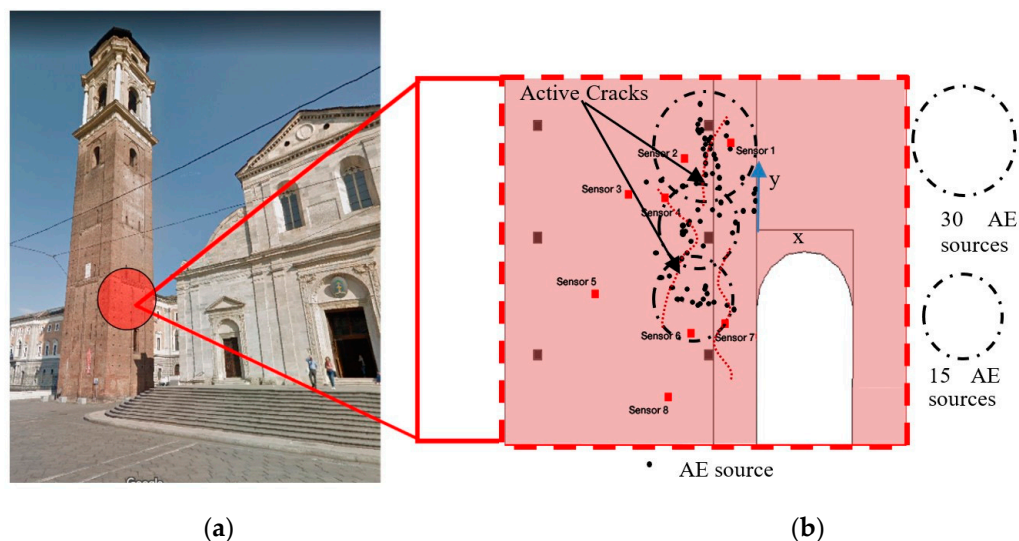 Active Cracks
Sensor 1
Sensor 2
Sensor 3
Sensor 4
y
x
Sensor 5
Sensor 6
Sensor 7
Sensor 8
30 AE
sources
15 AE
sources
AE source
Google
(a)
(b)